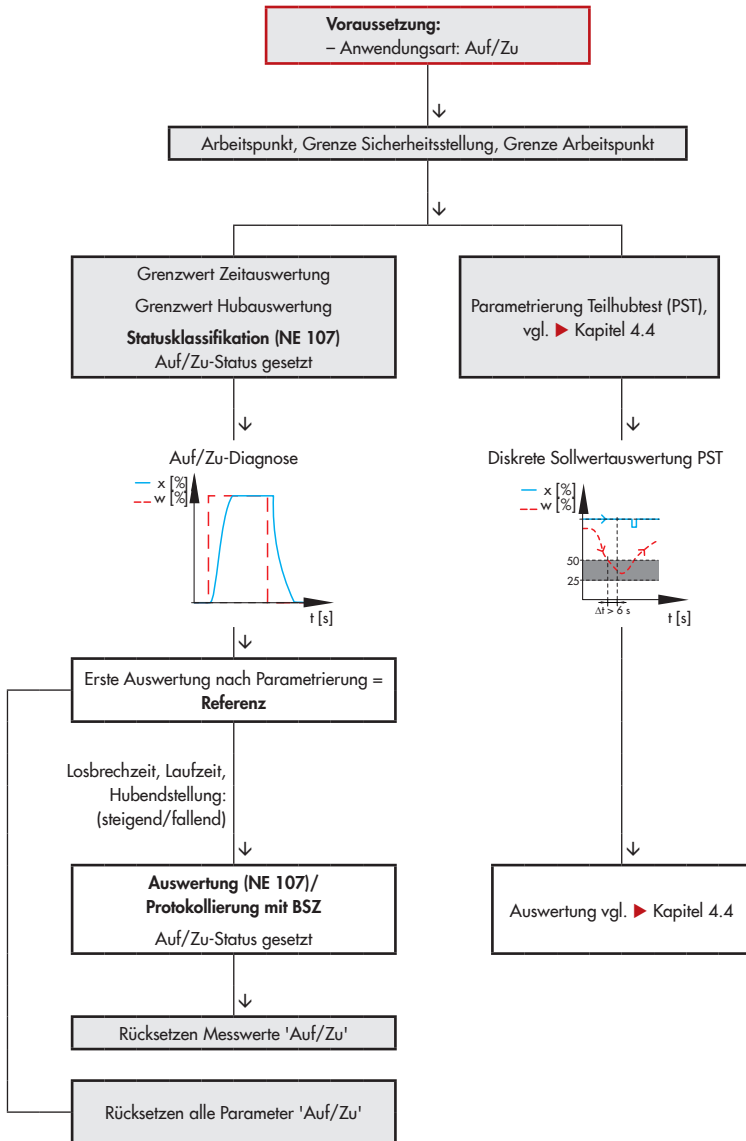 Voraussetzung:
– Anwendungsart: Auf/Zu
Arbeitspunkt, Grenze Sicherheitsstellung, Grenze Arbeitspunkt
Grenzwert Zeitauswertung
Grenzwert Hubauswertung
Statusklassifikation (NE 107)
Auf/Zu-Status gesetzt
Parametrierung Teilhubtest (PST),
vgl. ▶ Kapitel 4.4
Auf/Zu-Diagnose
x [%]
w [%]
t [s]
Diskrete Sollwertauswertung PST
x [%]
w [%]
50
25
Δt > 6 s
t [s]
Erste Auswertung nach Parametrierung =
Referenz
Losbrechzeit, Laufzeit,
Hubendstellung:
(steigend/fallend)
Auswertung (NE 107)/
Protokollierung mit BSZ
Auf/Zu-Status gesetzt
Auswertung vgl. ▶ Kapitel 4.4
Rücksetzen Messwerte 'Auf/Zu'
Rücksetzen alle Parameter 'Auf/Zu'